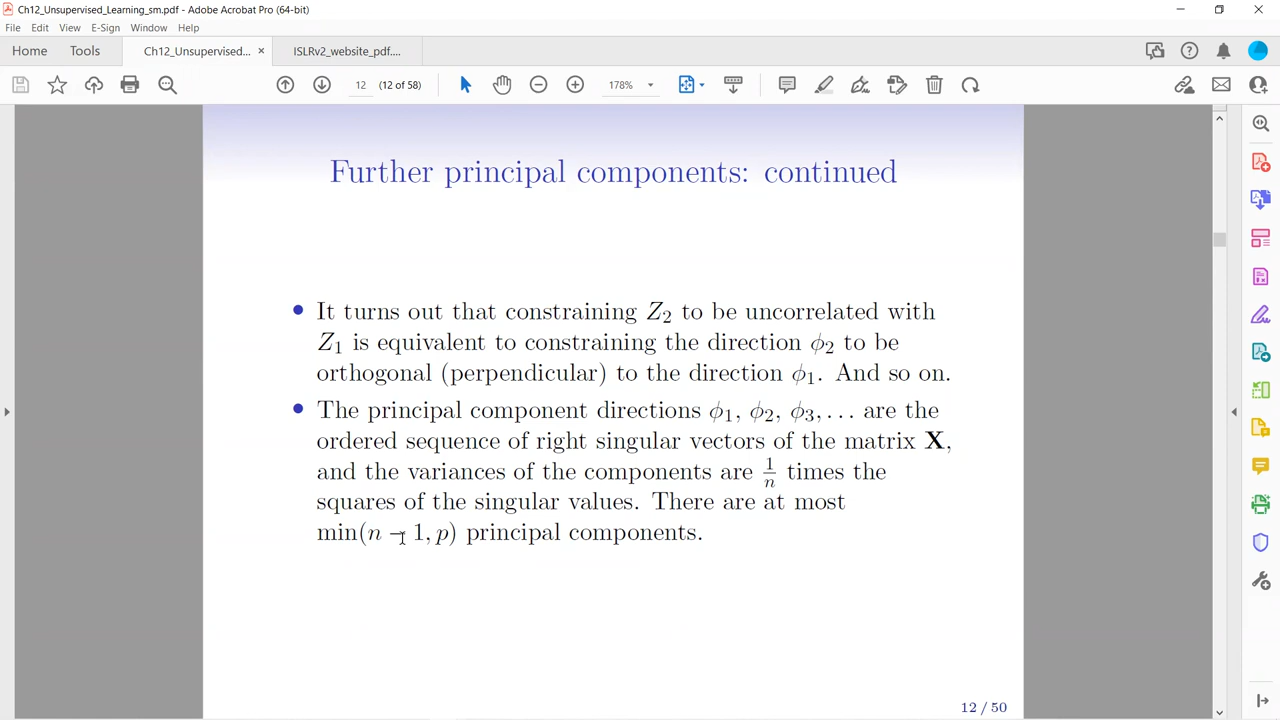 Ch12_Unsupervised_Learning_sm.pdf - Adobe Acrobat Pro (64-bit)
File Edit View E-Sign Window Help
Home Tools Ch12_Unsupervised... × ISLRv2_website_pdf....
12 (12 of 58) 178%
Further principal components: continued
• It turns out that constraining Z₂ to be uncorrelated with
Z₁ is equivalent to constraining the direction ϕ₂ to be
orthogonal (perpendicular) to the direction ϕ₁. And so on.
• The principal component directions ϕ₁, ϕ₂, ϕ₃, . . . are the
ordered sequence of right singular vectors of the matrix X,
and the variances of the components are 1/n times the
squares of the singular values. There are at most
min(n − 1, p) principal components.
12 / 50